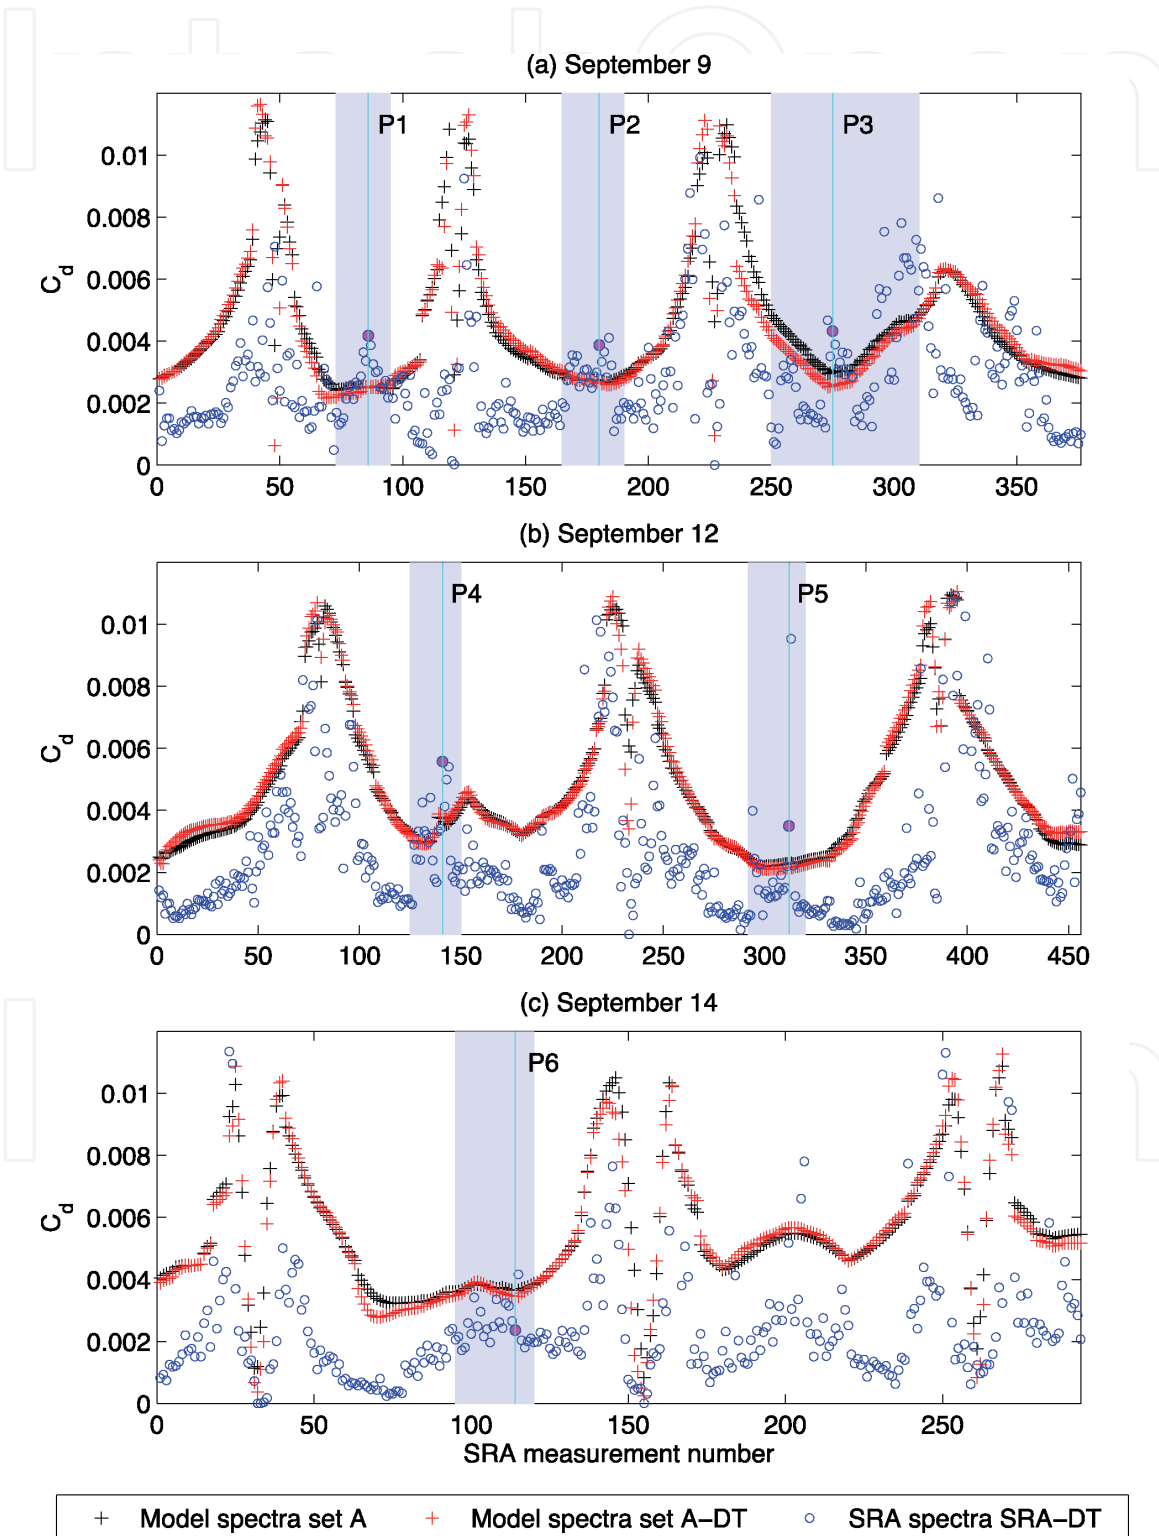 (a) September 9
P1 P2 P3
0.01
0.008
0.006
0.004
0.002
0
C_d
0 50 100 150 200 250 300 350
(b) September 12
P4 P5
0.01
0.008
0.006
0.004
0.002
0
C_d
0 50 100 150 200 250 300 350 400 450
(c) September 14
P6
0.01
0.008
0.006
0.004
0.002
0
C_d
0 50 100 150 200 250
SRA measurement number
Model spectra set A Model spectra set A-DT SRA spectra SRA-DT